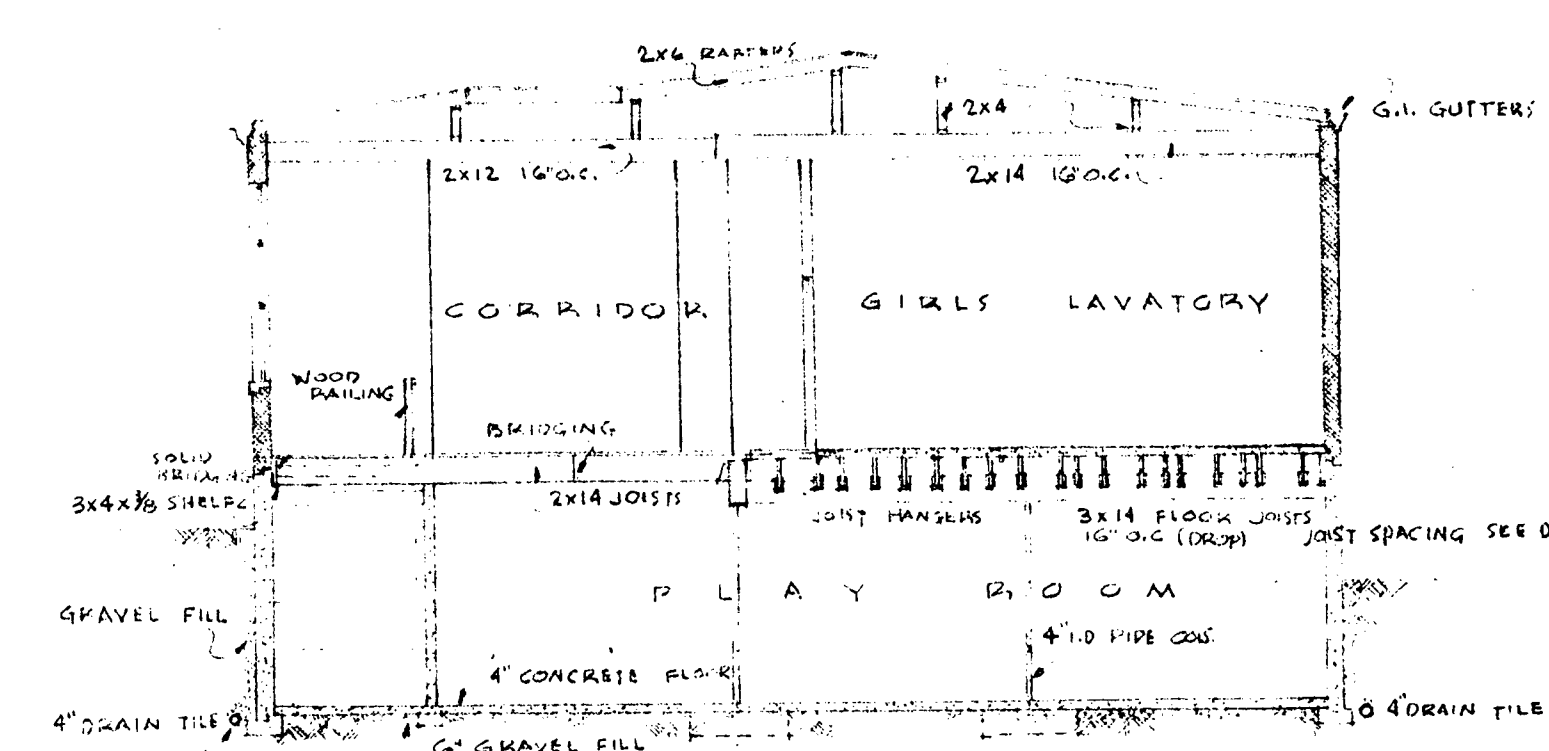 2x6 RAFTERS
2x4
G.I. GUTTERS
2x12 16"O.C.
2x14 16"O.C.
CORRIDOR
GIRLS LAVATORY
WOOD
RAILING
BRIDGING
SOLID
BRIDGING
3x4x3/8 SHELF
2x14 JOISTS
JOIST HANGERS
3x14 FLOOR JOISTS
16" O.C (DROP)
JOIST SPACING SEE D
PLAY ROOM
GRAVEL FILL
4" I.D PIPE COL.
4" CONCRETE FLOOR
4" DRAIN TILE
4" DRAIN TILE
6" GRAVEL FILL